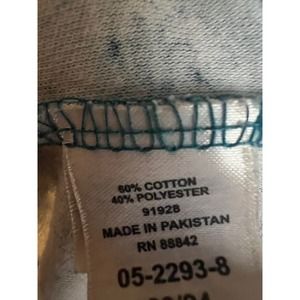 60% COTTON
40% POLYESTER
91928
MADE IN PAKISTAN
RN 88842
05-2293-8